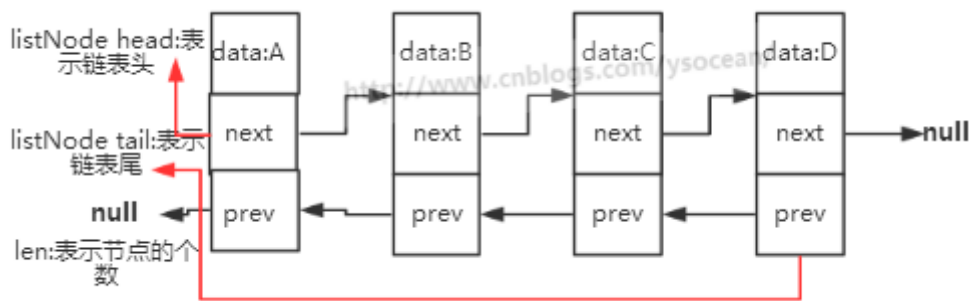 listNode head:表
示链表头
data:A
data:B
data:C
data:D
http://www.cnblogs.com/ysocean/
next
next
next
next
null
listNode tail:表示
链表尾
null
prev
prev
prev
prev
len:表示节点的个
数